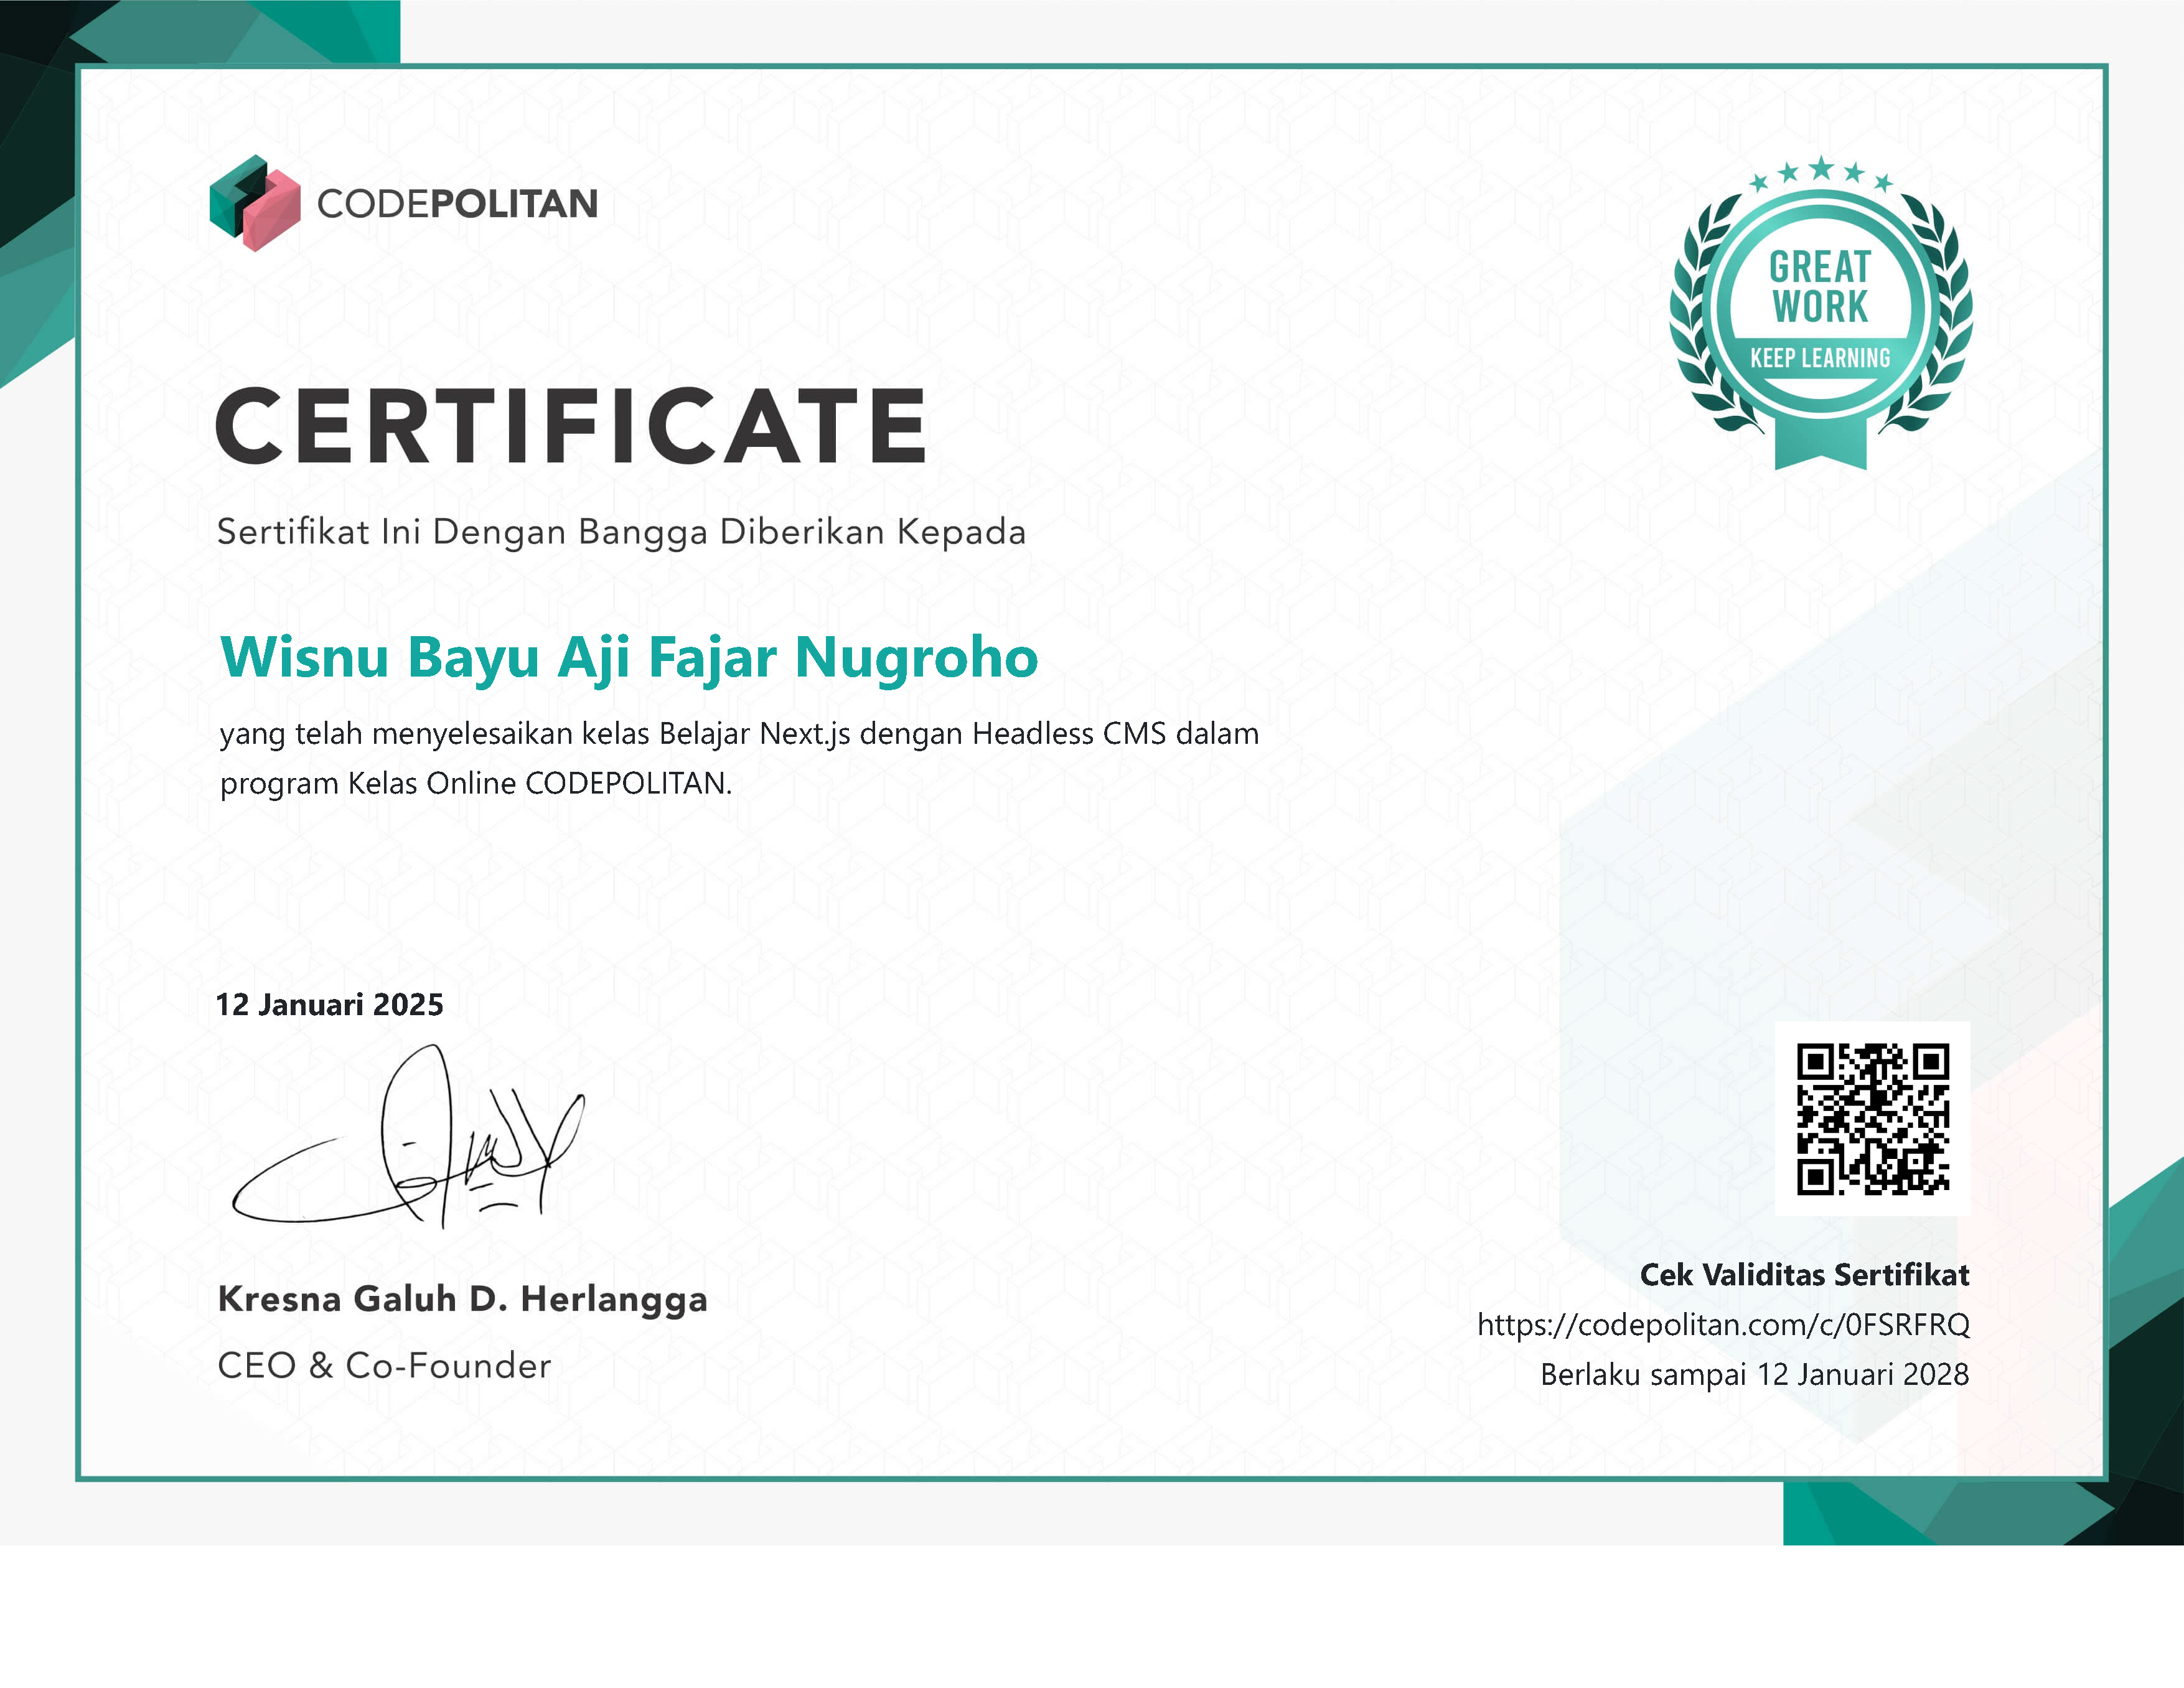 CODEPOLITAN
GREAT
WORK
KEEP LEARNING
CERTIFICATE
Sertifikat Ini Dengan Bangga Diberikan Kepada
Wisnu Bayu Aji Fajar Nugroho
yang telah menyelesaikan kelas Belajar Next.js dengan Headless CMS dalam
program Kelas Online CODEPOLITAN.
12 Januari 2025
Kresna Galuh D. Herlangga
CEO & Co-Founder
Cek Validitas Sertifikat
https://codepolitan.com/c/0FSRFRQ
Berlaku sampai 12 Januari 2028